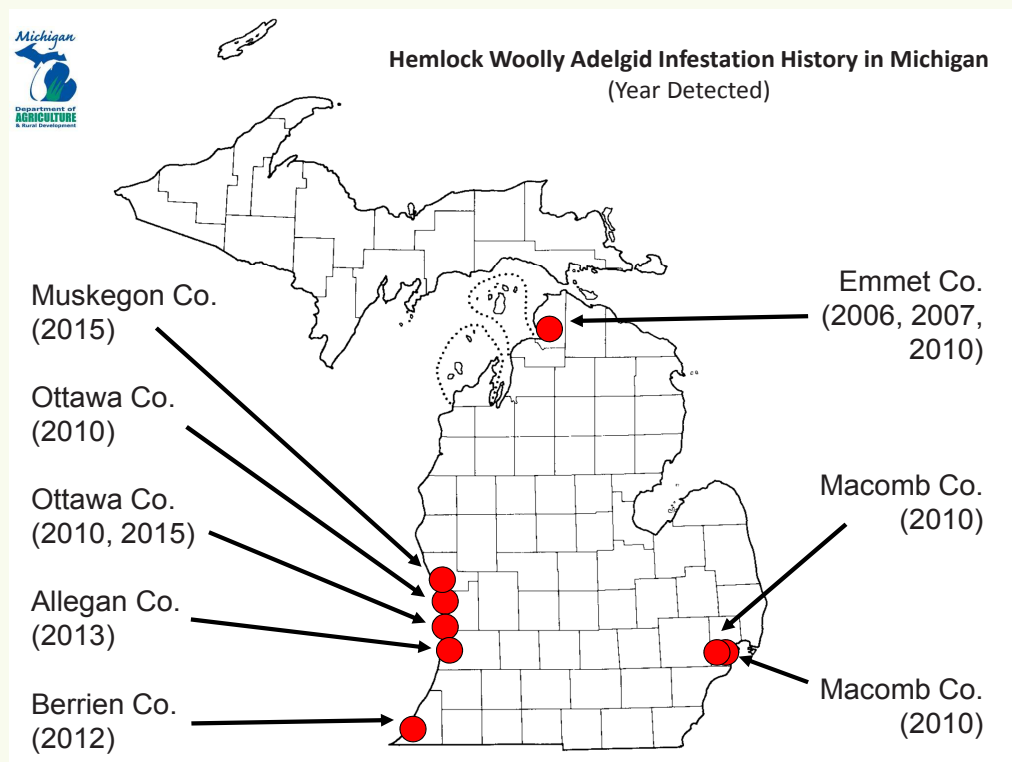 Michigan
Department of
AGRICULTURE
& Rural Development
Hemlock Woolly Adelgid Infestation History in Michigan
(Year Detected)
Muskegon Co.
(2015)
Ottawa Co.
(2010)
Ottawa Co.
(2010, 2015)
Allegan Co.
(2013)
Berrien Co.
(2012)
Emmet Co.
(2006, 2007,
2010)
Macomb Co.
(2010)
Macomb Co.
(2010)